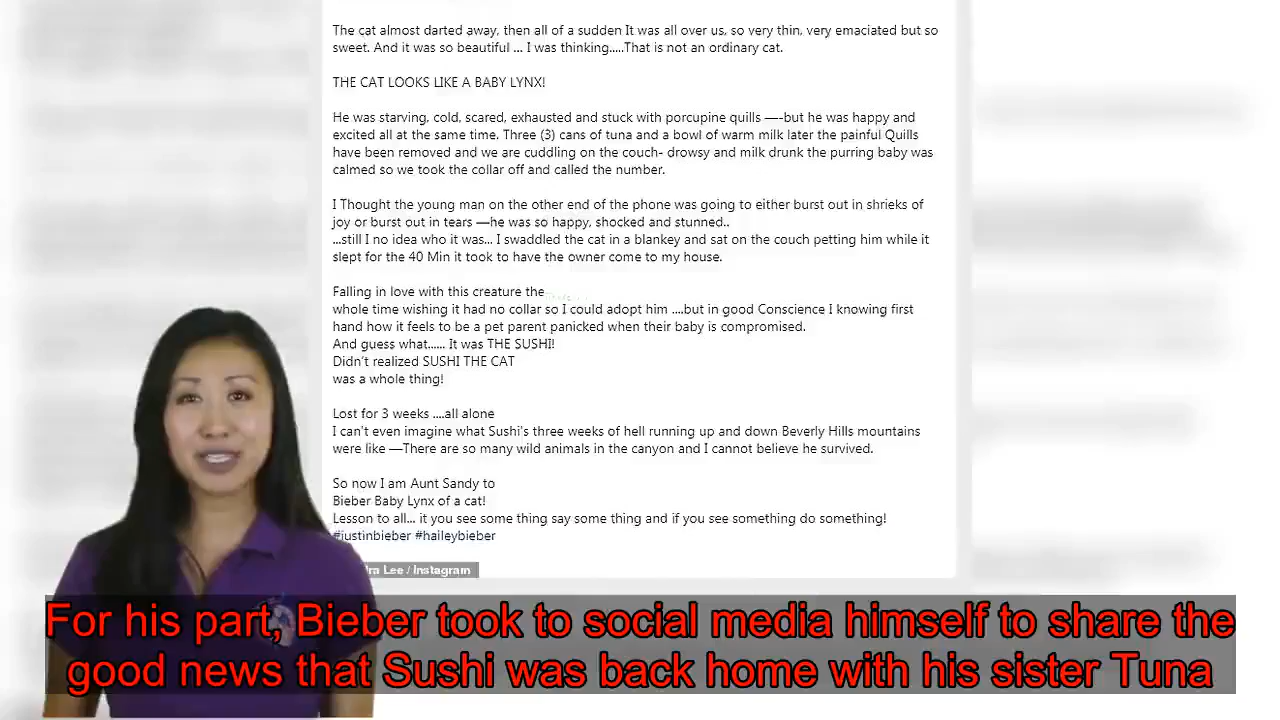 The cat almost darted away, then all of a sudden It was all over us, so very thin, very emaciated but so
sweet. And it was so beautiful ... I was thinking.....That is not an ordinary cat.
THE CAT LOOKS LIKE A BABY LYNX!
He was starving, cold, scared, exhausted and stuck with porcupine quills —-but he was happy and
excited all at the same time. Three (3) cans of tuna and a bowl of warm milk later the painful Quills
have been removed and we are cuddling on the couch- drowsy and milk drunk the purring baby was
calmed so we took the collar off and called the number.
I Thought the young man on the other end of the phone was going to either burst out in shrieks of
joy or burst out in tears —he was so happy, shocked and stunned..
...still I no idea who it was... I swaddled the cat in a blankey and sat on the couch petting him while it
slept for the 40 Min it took to have the owner come to my house.
Falling in love with this creature the
whole time wishing it had no collar so I could adopt him ....but in good Conscience I knowing first
hand how it feels to be a pet parent panicked when their baby is compromised.
And guess what...... It was THE SUSHI!
Didn't realized SUSHI THE CAT
was a whole thing!
Lost for 3 weeks ....all alone
I can't even imagine what Sushi's three weeks of hell running up and down Beverly Hills mountains
were like —There are so many wild animals in the canyon and I cannot believe he survived.
So now I am Aunt Sandy to
Bieber Baby Lynx of a cat!
Lesson to all... it you see some thing say some thing and if you see something do something!
#justinbieber #haileybieber
ra Lee / Instagram
For his part, Bieber took to social media himself to share the
good news that Sushi was back home with his sister Tuna